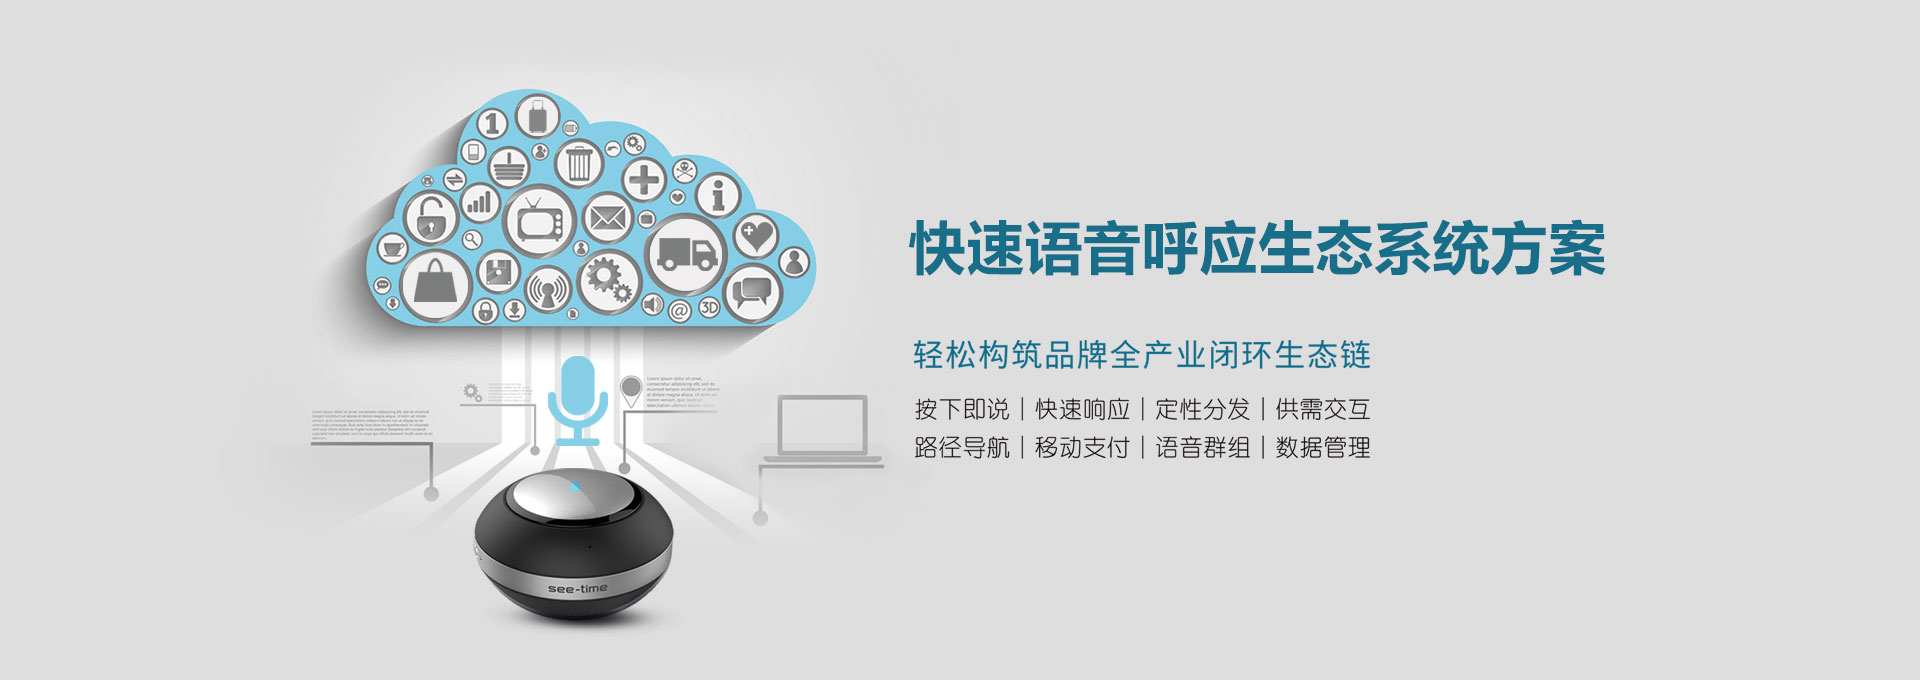 快速语音呼应生态系统方案
轻松构筑品牌全产业闭环生态链
按下即说｜快速响应｜定性分发｜供需交互
路径导航｜移动支付｜语音群组｜数据管理
1
@
3D
see-time